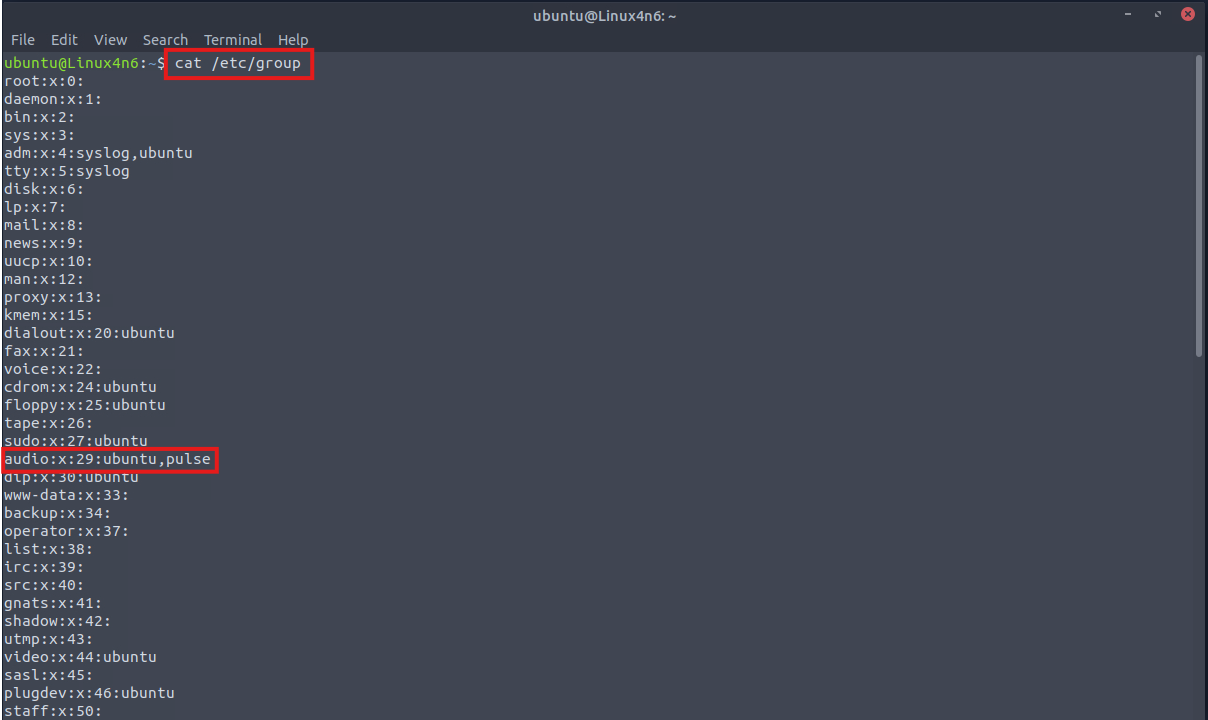 ubuntu@Linux4n6: ~
File Edit View Search Terminal Help
ubuntu@Linux4n6:~$ cat /etc/group
root:x:0:
daemon:x:1:
bin:x:2:
sys:x:3:
adm:x:4:syslog,ubuntu
tty:x:5:syslog
disk:x:6:
lp:x:7:
mail:x:8:
news:x:9:
uucp:x:10:
man:x:12:
proxy:x:13:
kmem:x:15:
dialout:x:20:ubuntu
fax:x:21:
voice:x:22:
cdrom:x:24:ubuntu
floppy:x:25:ubuntu
tape:x:26:
sudo:x:27:ubuntu
audio:x:29:ubuntu,pulse
dip:x:30:ubuntu
www-data:x:33:
backup:x:34:
operator:x:37:
list:x:38:
irc:x:39:
src:x:40:
gnats:x:41:
shadow:x:42:
utmp:x:43:
video:x:44:ubuntu
sasl:x:45:
plugdev:x:46:ubuntu
staff:x:50: